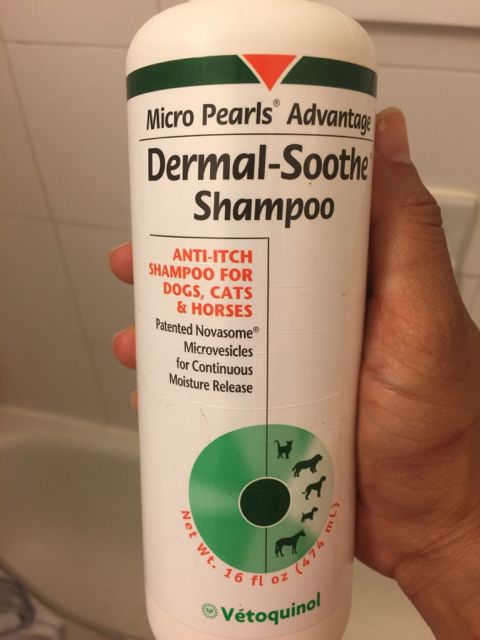 Micro Pearls® Advantage
Dermal-Soothe™
Shampoo
ANTI-ITCH
SHAMPOO FOR
DOGS, CATS
& HORSES
Patented Novasome®
Microvesicles
for Continuous
Moisture Release
Net Wt. 16 fl oz (474 mL)
Vétoquinol